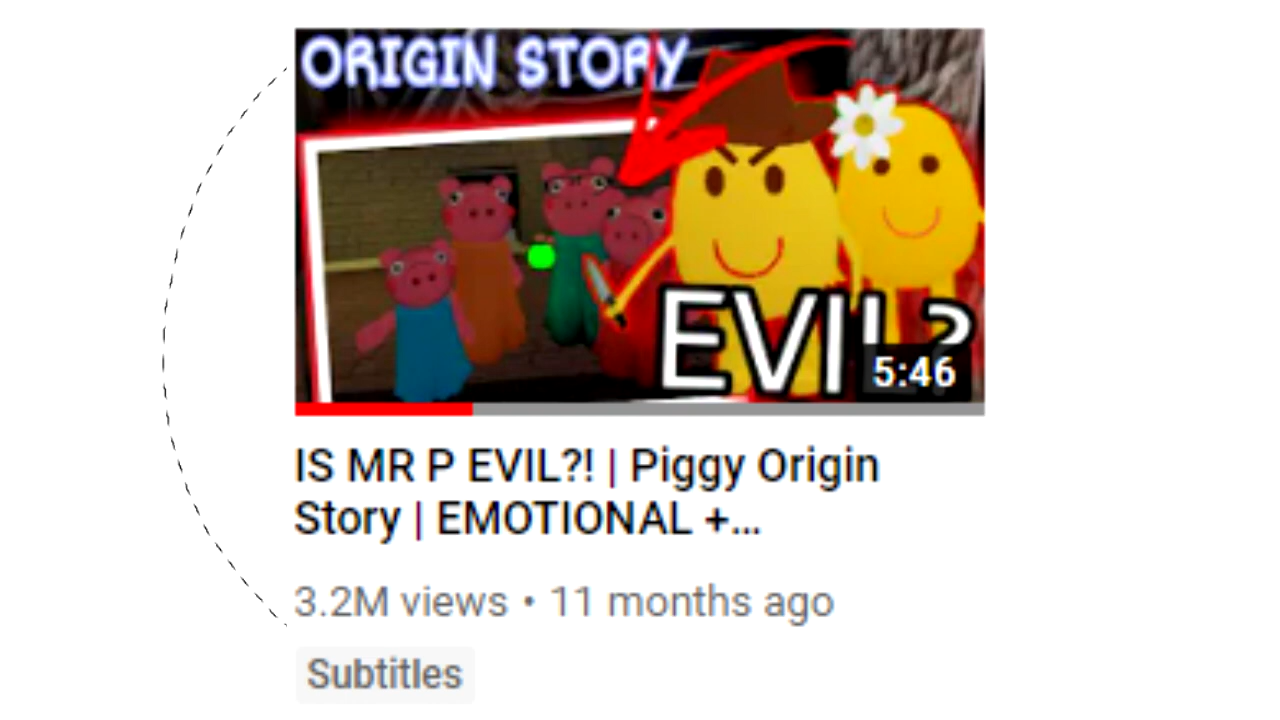 ORIGIN STORY
EVIL?
5:46
IS MR P EVIL?! | Piggy Origin
Story | EMOTIONAL +...
3.2M views • 11 months ago
Subtitles